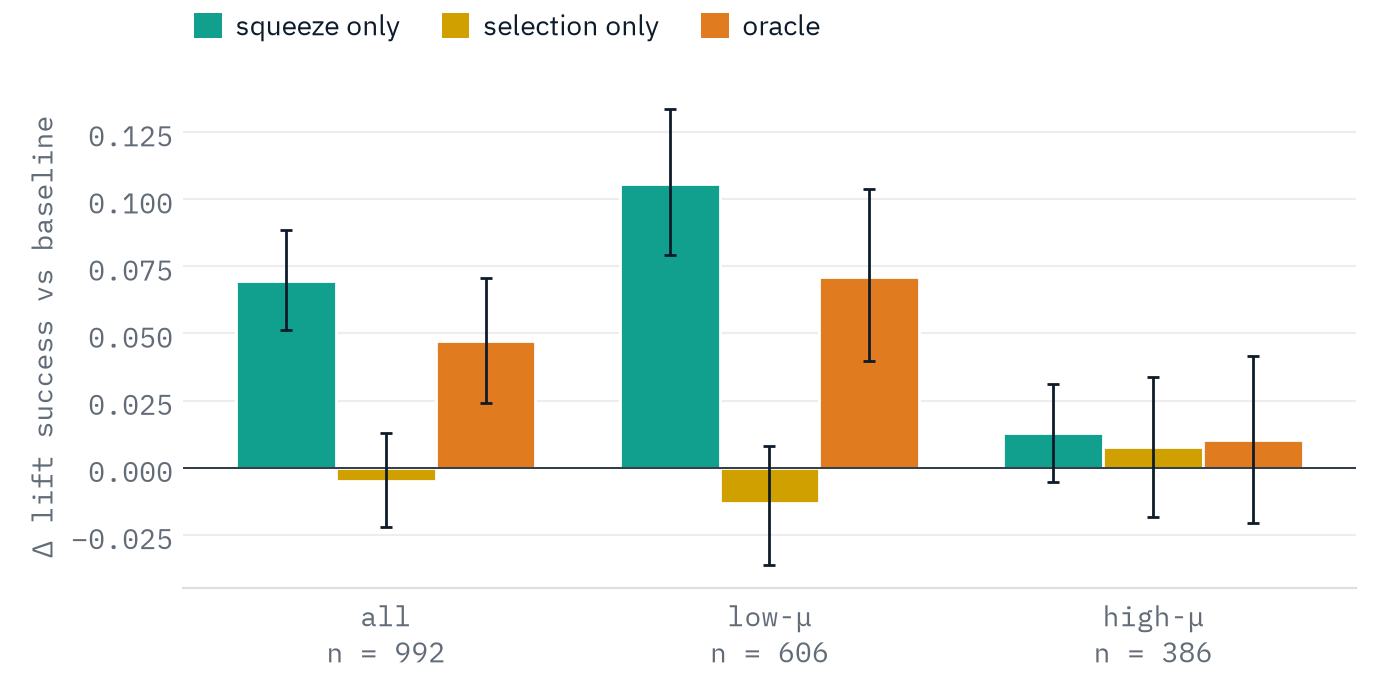 squeeze only selection only oracle
Δ lift success vs baseline
0.125
0.100
0.075
0.050
0.025
0.000
−0.025
all low-μ high-μ
n = 992 n = 606 n = 386